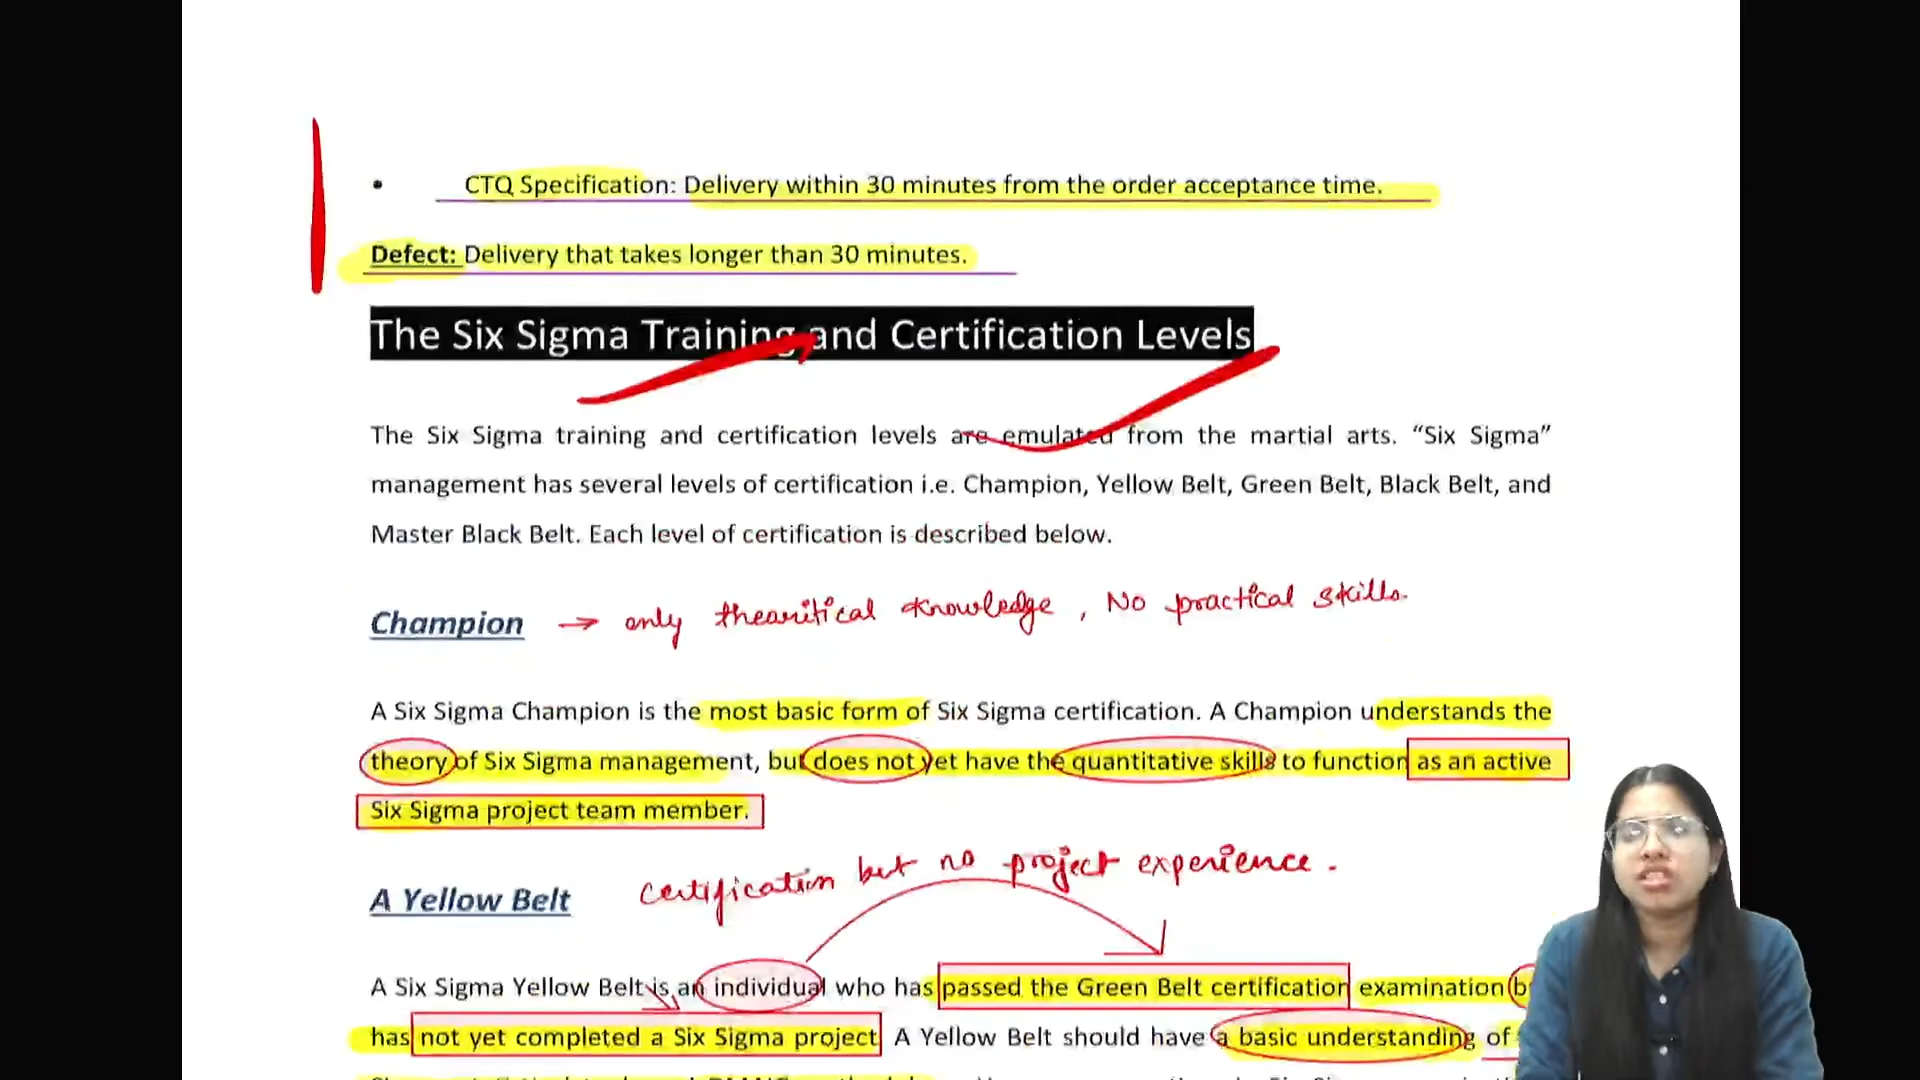 • CTQ Specification: Delivery within 30 minutes from the order acceptance time.
Defect: Delivery that takes longer than 30 minutes.
The Six Sigma Training and Certification Levels
The Six Sigma training and certification levels are emulated from the martial arts. “Six Sigma”
management has several levels of certification i.e. Champion, Yellow Belt, Green Belt, Black Belt, and
Master Black Belt. Each level of certification is described below.
Champion → only thearitical knowledge, No practical skills.
A Six Sigma Champion is the most basic form of Six Sigma certification. A Champion understands the
theory of Six Sigma management, but does not yet have the quantitative skills to function as an active
Six Sigma project team member.
certification but no project experience.
A Yellow Belt
A Six Sigma Yellow Belt is an individual who has passed the Green Belt certification examination
has not yet completed a Six Sigma project. A Yellow Belt should have a basic understanding of